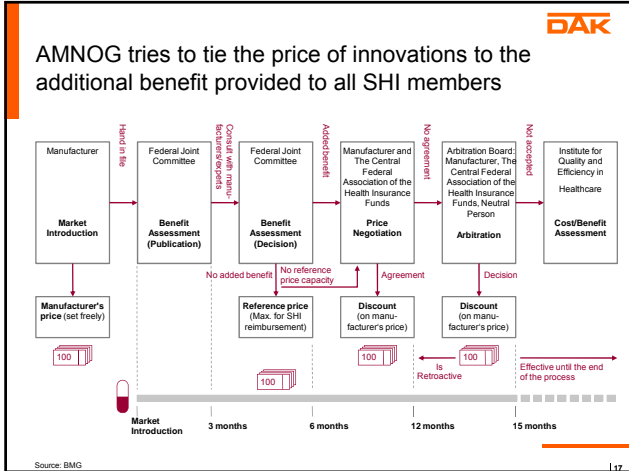 DAK
AMNOG tries to tie the price of innovations to the
additional benefit provided to all SHI members
Manufacturer
Market
Introduction
Hand in file
Federal Joint
Committee
Benefit
Assessment
(Publication)
Consult with manu-
facturers/experts
Federal Joint
Committee
Benefit
Assessment
(Decision)
Added benefit
Manufacturer and
The Central
Federal
Association of the
Health Insurance
Funds
Price
Negotiation
No agreement
Arbitration Board:
Manufacturer, The
Central Federal
Association of the
Health Insurance
Funds, Neutral
Person
Arbitration
Not accepted
Institute for
Quality and
Efficiency in
Healthcare
Cost/Benefit
Assessment
No added benefit
No reference
price capacity
Agreement
Decision
Manufacturer's
price (set freely)
Reference price
(Max. for SHI
reimbursement)
Discount
(on manu-
facturer's price)
Discount
(on manu-
facturer's price)
100
100
100
100
Is
Retroactive
Effective until the end
of the process
Market
Introduction
3 months
6 months
12 months
15 months
Source: BMG
17